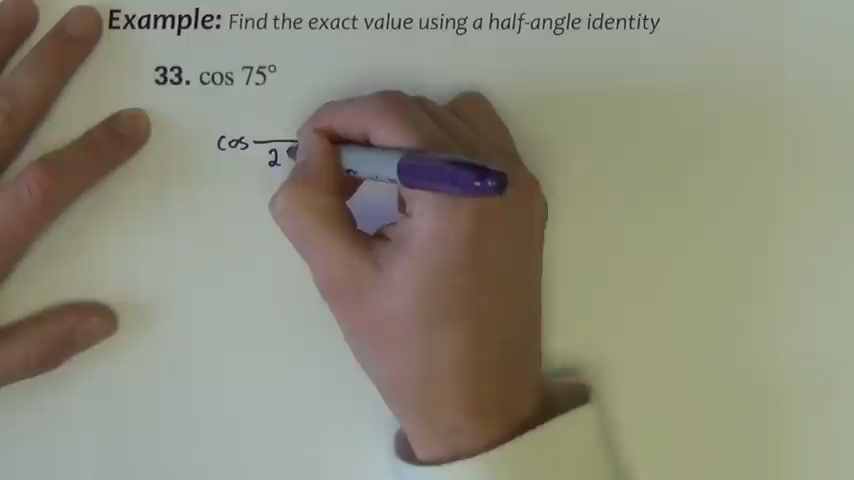 Example: Find the exact value using a half-angle identity
33. cos 75°
cos
2